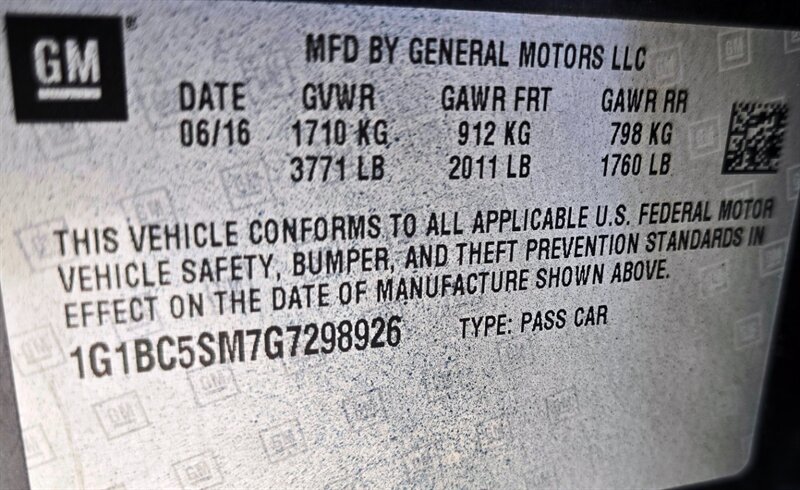 GM ®
MFD BY GENERAL MOTORS LLC
DATE GVWR GAWR FRT GAWR RR
06/16 1710 KG 912 KG 798 KG
3771 LB 2011 LB 1760 LB
THIS VEHICLE CONFORMS TO ALL APPLICABLE U.S. FEDERAL MOTOR
VEHICLE SAFETY, BUMPER, AND THEFT PREVENTION STANDARDS IN
EFFECT ON THE DATE OF MANUFACTURE SHOWN ABOVE.
1G1BC5SM7G7298926 TYPE: PASS CAR